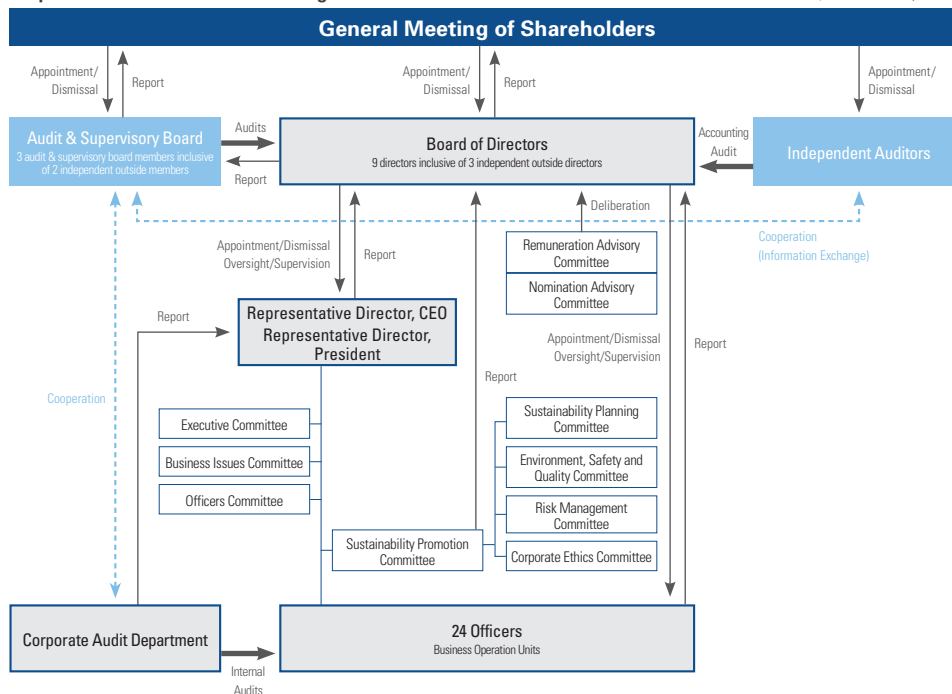 General Meeting of Shareholders
Appointment/
Dismissal
Report
Appointment/
Dismissal
Report
Appointment/
Dismissal
Audit & Supervisory Board
3 audit & supervisory board members inclusive
of 2 independent outside members
Audits
Report
Board of Directors
9 directors inclusive of 3 independent outside directors
Accounting
Audit
Independent Auditors
Deliberation
Cooperation
(Information Exchange)
Appointment/Dismissal
Oversight/Supervision
Report
Remuneration Advisory
Committee
Nomination Advisory
Committee
Representative Director, CEO
Representative Director,
President
Report
Appointment/Dismissal
Oversight/Supervision
Report
Report
Cooperation
Executive Committee
Business Issues Committee
Officers Committee
Sustainability Promotion
Committee
Sustainability Planning
Committee
Environment, Safety and
Quality Committee
Risk Management
Committee
Corporate Ethics Committee
Corporate Audit Department
Internal
Audits
24 Officers
Business Operation Units